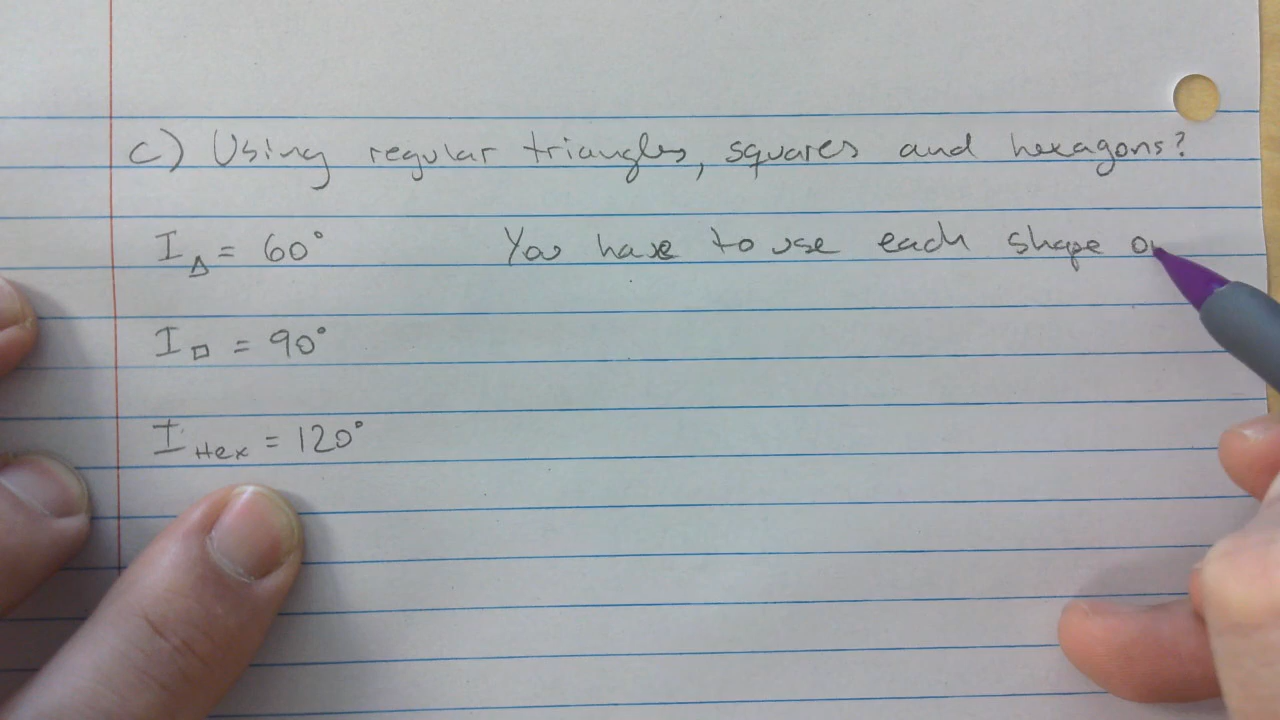 c) Using regular triangles, squares and hexagons?
I△ = 60° You have to use each shape
I□ = 90°
IHex = 120°